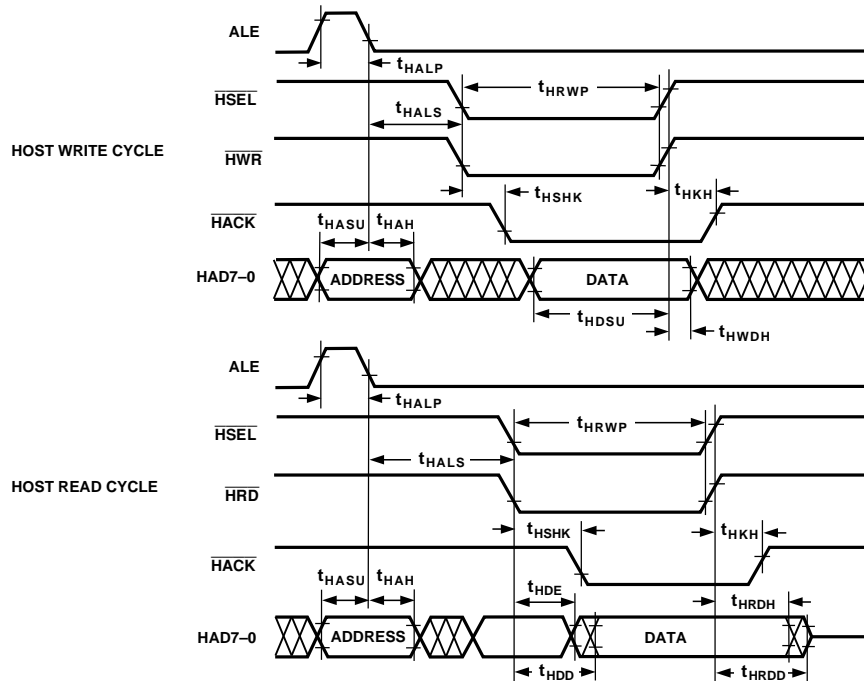 ALE
tHALP
HSEL
tHRWP
tHALS
HOST WRITE CYCLE
HWR
tHSHK
tHKH
HACK
tHASU
tHAH
HAD7–0
ADDRESS
DATA
tHDSU
tHWDH
ALE
tHALP
HSEL
tHRWP
tHALS
HOST READ CYCLE
HRD
tHSHK
tHKH
HACK
tHASU
tHAH
tHDE
tHRDH
HAD7–0
ADDRESS
DATA
tHDD
tHRDD